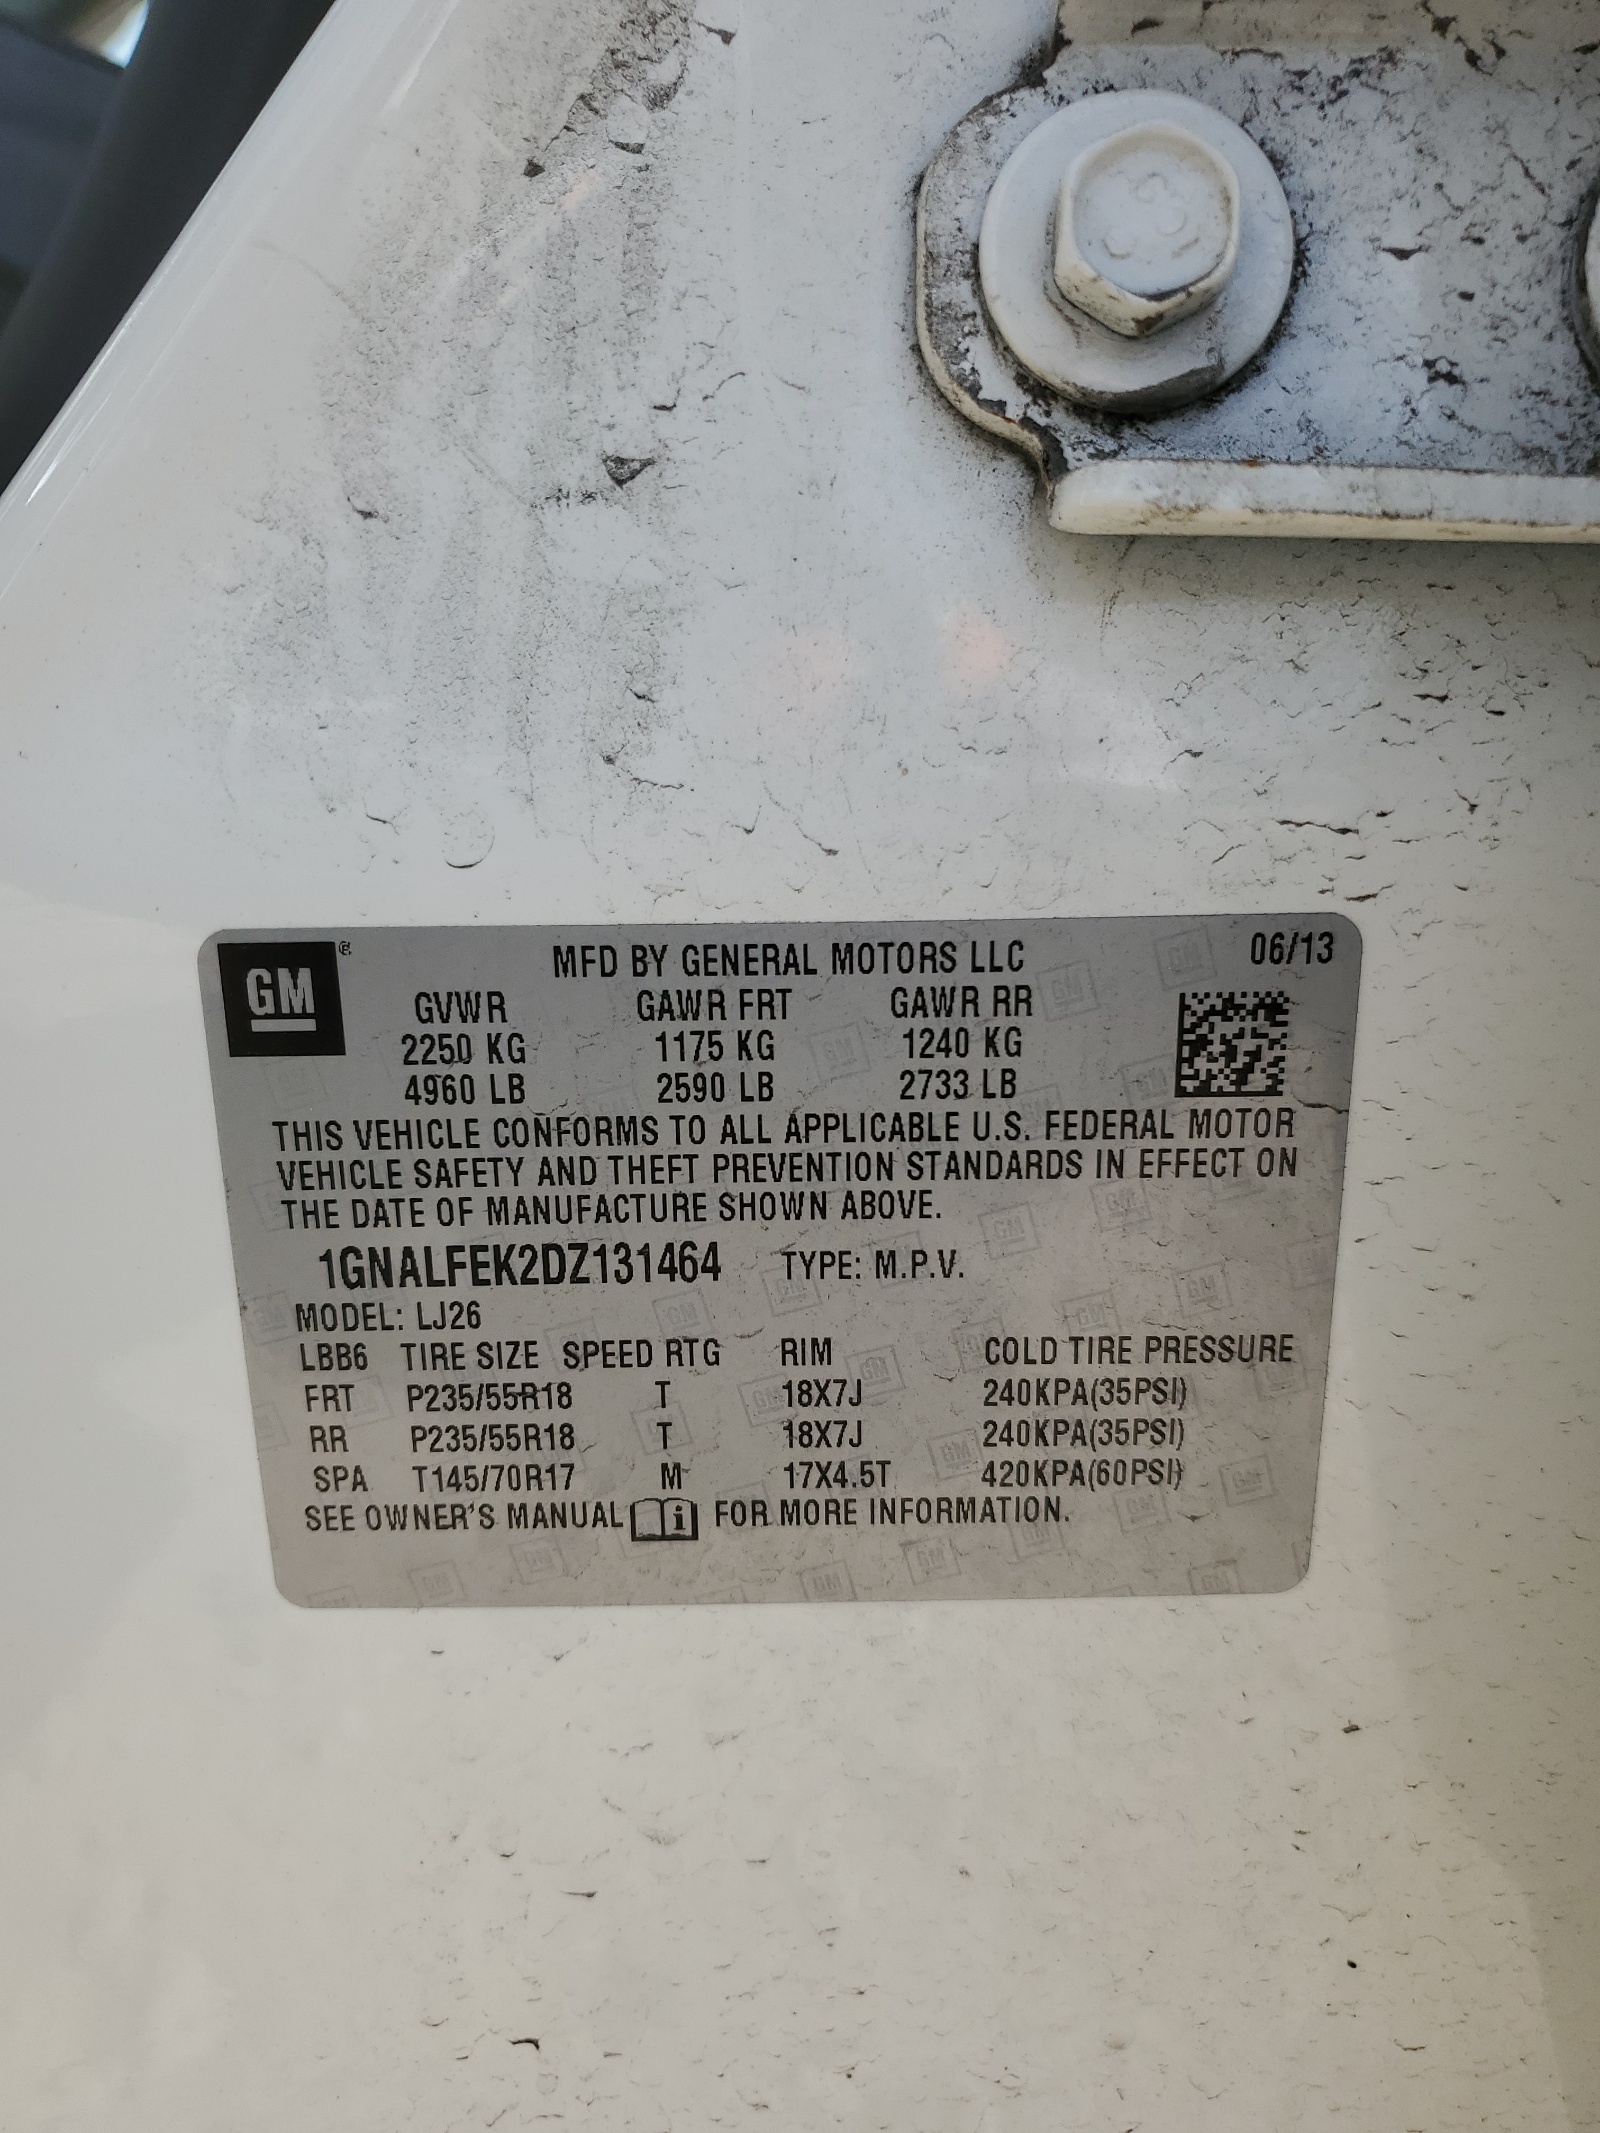 GM ® MFD BY GENERAL MOTORS LLC 06/13
GVWR GAWR FRT GAWR RR
2250 KG 1175 KG 1240 KG
4960 LB 2590 LB 2733 LB
THIS VEHICLE CONFORMS TO ALL APPLICABLE U.S. FEDERAL MOTOR
VEHICLE SAFETY AND THEFT PREVENTION STANDARDS IN EFFECT ON
THE DATE OF MANUFACTURE SHOWN ABOVE.
1GNALFEK2DZ131464 TYPE: M.P.V.
MODEL: LJ26
LBB6 TIRE SIZE SPEED RTG RIM COLD TIRE PRESSURE
FRT P235/55R18 T 18X7J 240KPA(35PSI)
RR P235/55R18 T 18X7J 240KPA(35PSI)
SPA T145/70R17 M 17X4.5T 420KPA(60PSI)
SEE OWNER'S MANUAL i FOR MORE INFORMATION.